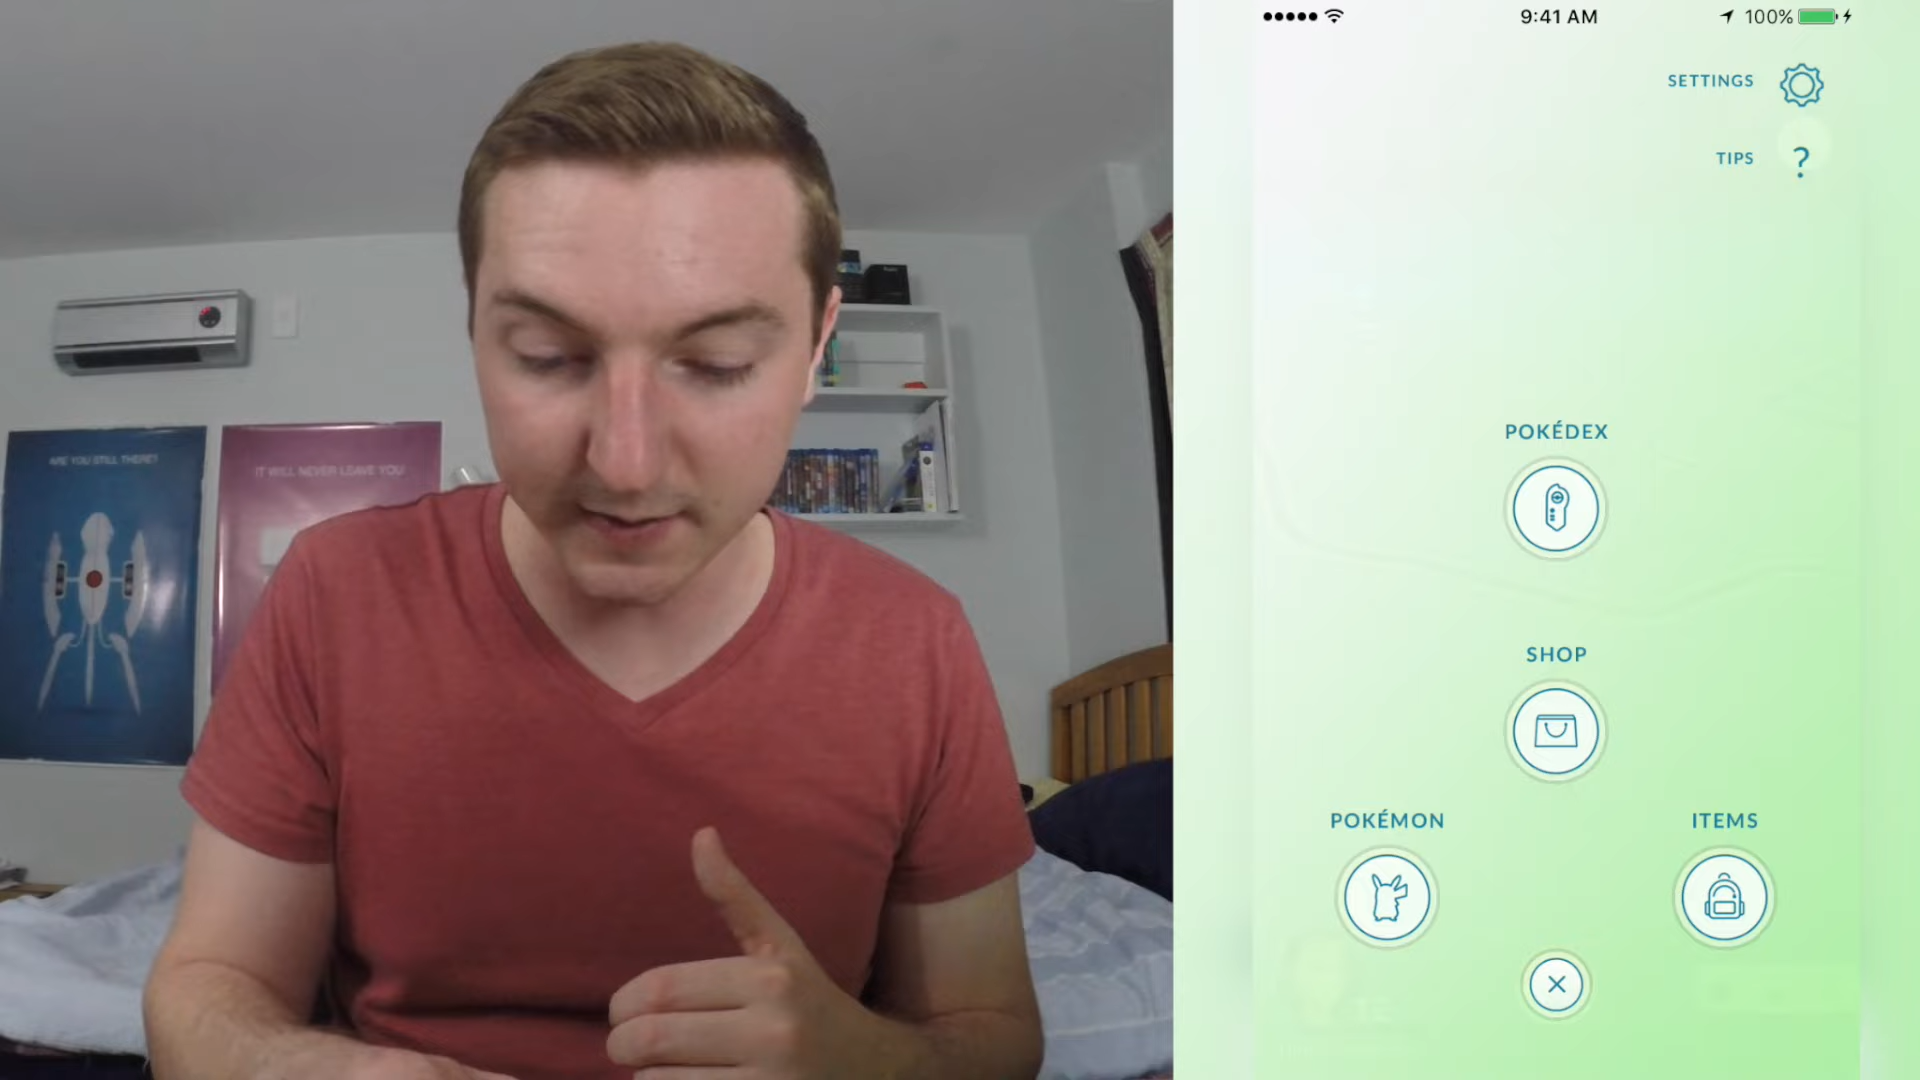 9:41 AM
100%
SETTINGS
TIPS
?
POKÉDEX
SHOP
POKÉMON
ITEMS
ARE YOU STILL THERE?
IT WILL NEVER LEAVE YOU